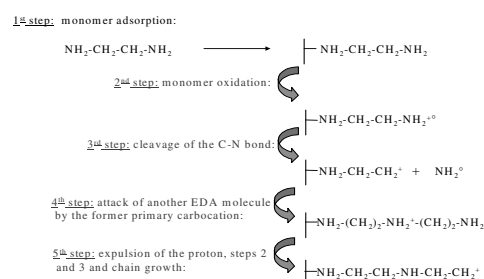 1st step: monomer adsorption:
NH2-CH2-CH2-NH2 NH2-CH2-CH2-NH2
2nd step: monomer oxidation:
NH2-CH2-CH2-NH2+°
3rd step: cleavage of the C-N bond:
NH2-CH2-CH2+ + NH2°
4th step: attack of another EDA molecule
by the former primary carbocation:
NH2-(CH2)2-NH2+-(CH2)2-NH2
5th step: expulsion of the proton, steps 2
and 3 and chain growth:
NH2-CH2-CH2-NH-CH2-CH2+